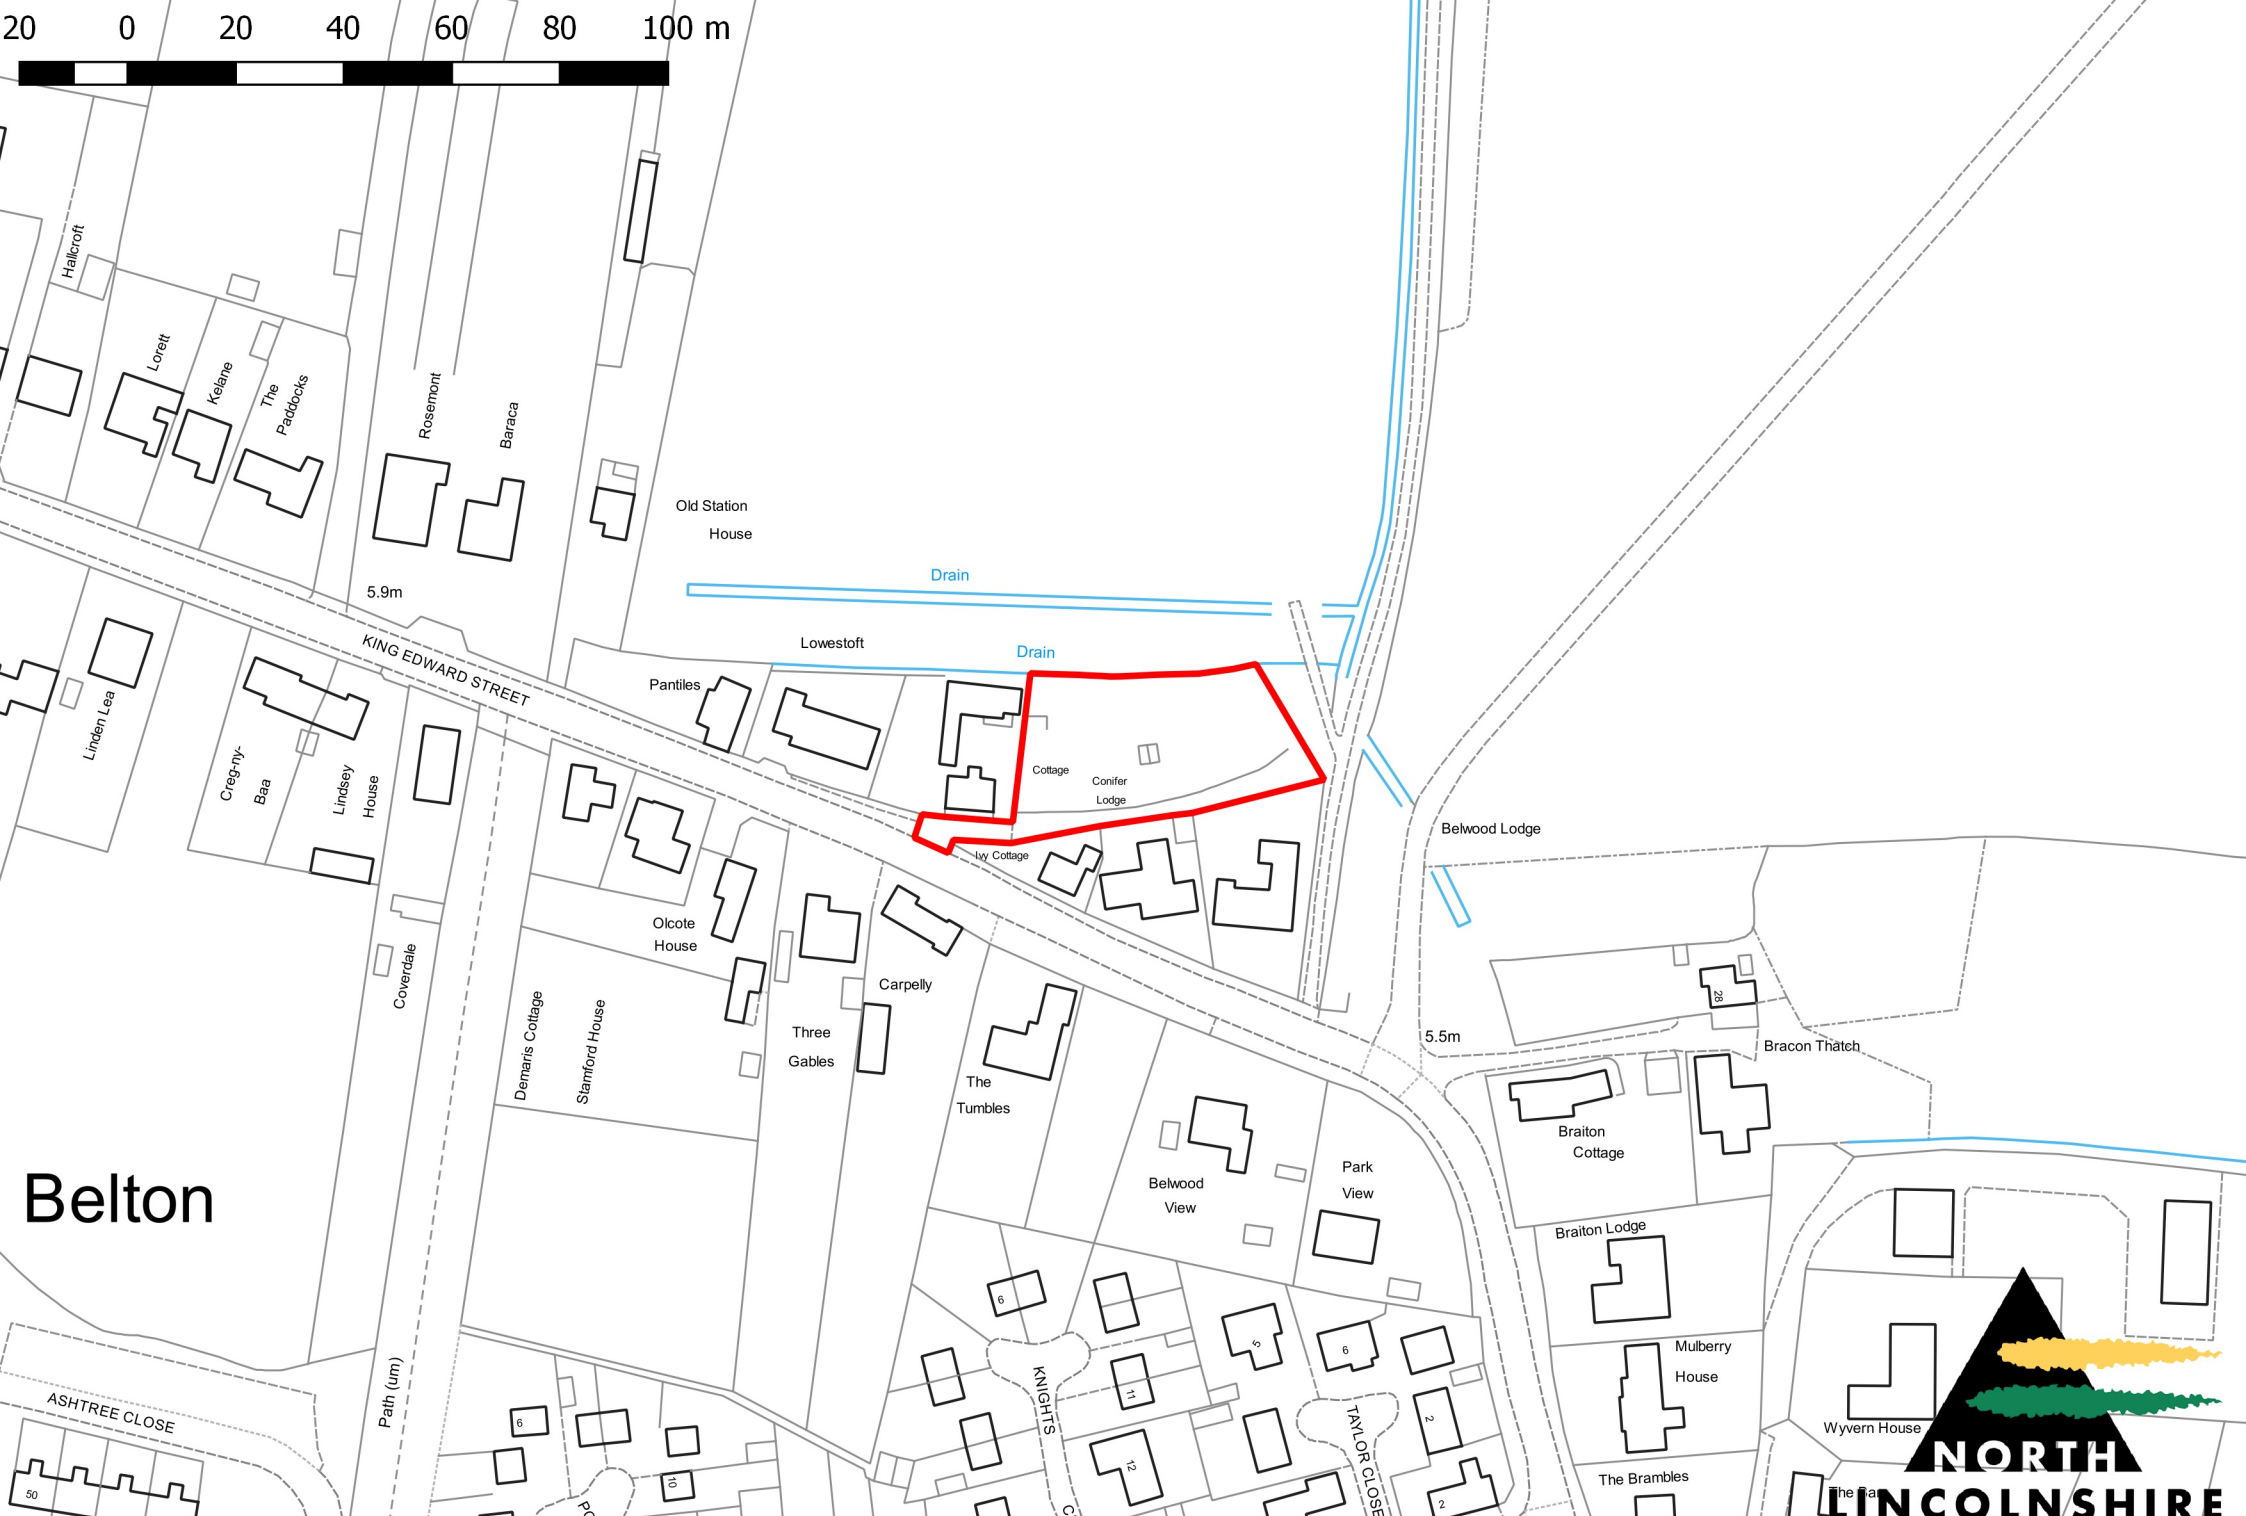 20 0 20 40 60 80 100 m
Hallcroft
Lorett
Kelane
The
Paddocks
Rosemont
Baraca
Old Station
House
Drain
5.9m
KING EDWARD STREET
Lowestoft
Drain
Pantiles
Linden Lea
Creg-ny-
Baa
Lindsey
House
Cottage
Conifer
Lodge
Ivy Cottage
Belwood Lodge
Olcote
House
Coverdale
Carpelly
Demaris Cottage
Stamford House
Three
Gables
The
Tumbles
28
5.5m
Bracon Thatch
Braiton
Cottage
Belwood
View
Park
View
Belton
Braiton Lodge
Mulberry
House
Wyvern House
The Brambles
Path (um)
ASHTREE CLOSE
50
6
10
6
KNIGHTS
11
12
5
6
TAYLOR CLOSE
2
2
NORTH
LINCOLNSHIRE